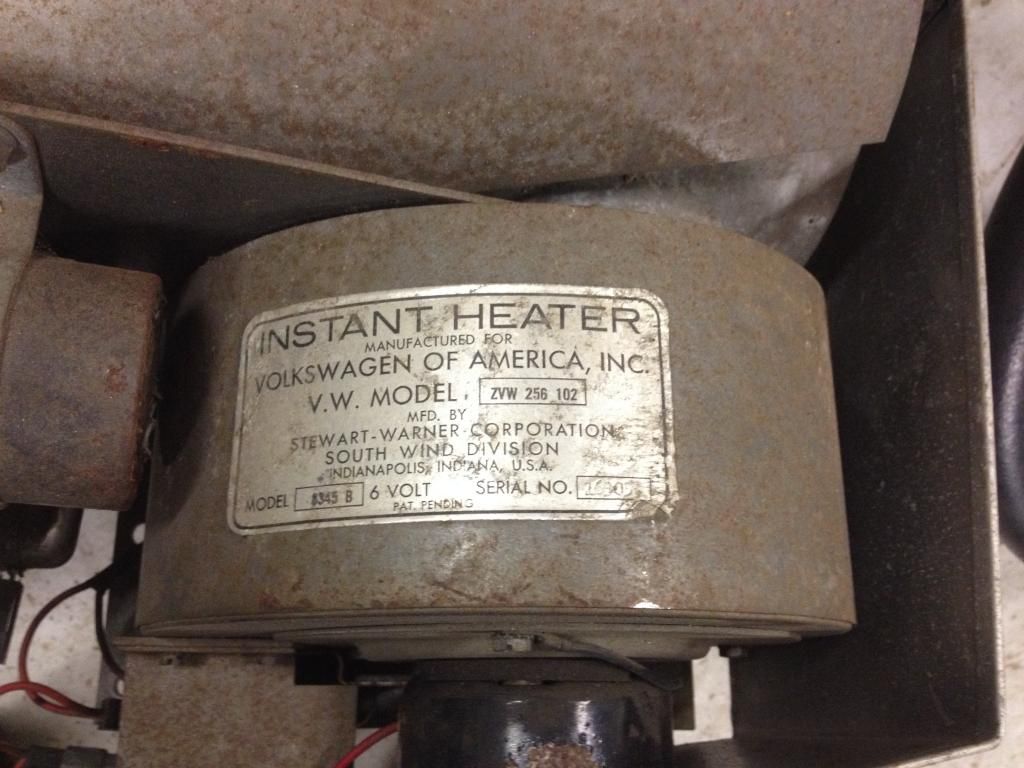 INSTANT HEATER
MANUFACTURED FOR
VOLKSWAGEN OF AMERICA, INC.
V.W. MODEL ZVW 256 102
MFD. BY
STEWART-WARNER CORPORATION
SOUTH WIND DIVISION
INDIANAPOLIS, INDIANA, U.S.A.
MODEL 8345 B 6 VOLT SERIAL NO.
PAT. PENDING